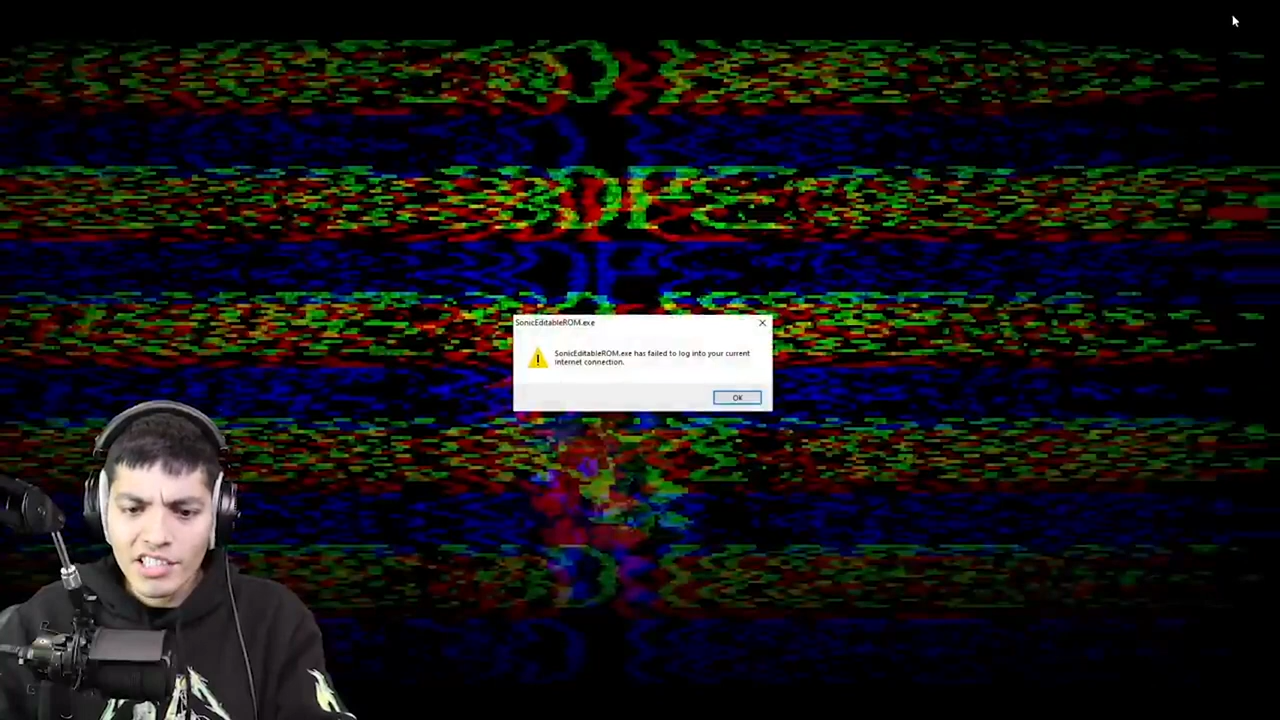 SonicEditableROM.exe
SonicEditableROM.exe has failed to log into your current
internet connection.
OK